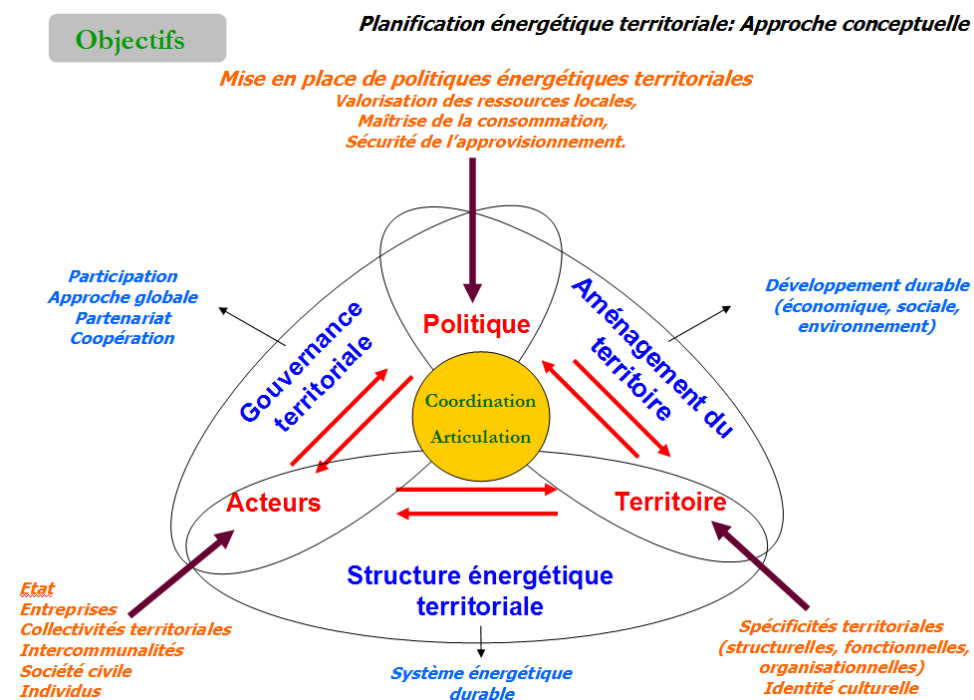 Planification énergétique territoriale: Approche conceptuelle
Objectifs
Mise en place de politiques énergétiques territoriales
Valorisation des ressources locales,
Maîtrise de la consommation,
Sécurité de l'approvisionnement.
Participation
Approche globale
Partenariat
Coopération
Développement durable
(économique, sociale,
environnement)
Gouvernance
territoriale
Politique
Aménagement du
territoire
Coordination
Articulation
Acteurs
Territoire
Structure énergétique
territoriale
Etat
Entreprises
Collectivités territoriales
Intercommunalités
Société civile
Individus
Système énergétique
durable
Spécificités territoriales
(structurelles, fonctionnelles,
organisationnelles)
Identité culturelle